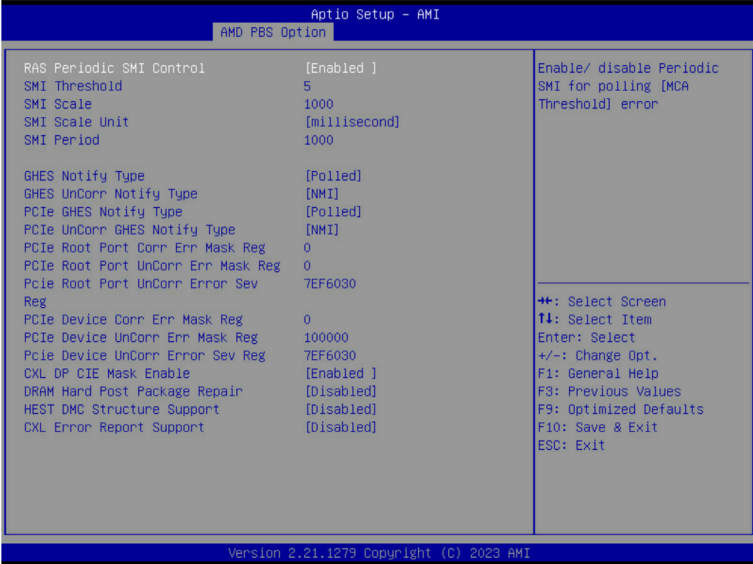 Aptio Setup - AMI
AMD PBS Option
RAS Periodic SMI Control [Enabled ]
SMI Threshold 5
SMI Scale 1000
SMI Scale Unit [millisecond]
SMI Period 1000
GHES Notify Type [Polled]
GHES UnCorr Notify Type [NMI]
PCIe GHES Notify Type [Polled]
PCIe UnCorr GHES Notify Type [NMI]
PCIe Root Port Corr Err Mask Reg 0
PCIe Root Port UnCorr Err Mask Reg 0
Pcie Root Port UnCorr Error Sev 7EF6030
Reg
PCIe Device Corr Err Mask Reg 0
PCIe Device UnCorr Err Mask Reg 100000
Pcie Device UnCorr Error Sev Reg 7EF6030
CXL DP CIE Mask Enable [Enabled ]
DRAM Hard Post Package Repair [Disabled]
HEST DMC Structure Support [Disabled]
CXL Error Report Support [Disabled]
Enable/ disable Periodic
SMI for polling [MCA
Threshold] error
→←: Select Screen
↑↓: Select Item
Enter: Select
+/-: Change Opt.
F1: General Help
F3: Previous Values
F9: Optimized Defaults
F10: Save & Exit
ESC: Exit
Version 2.21.1279 Copyright (C) 2023 AMI